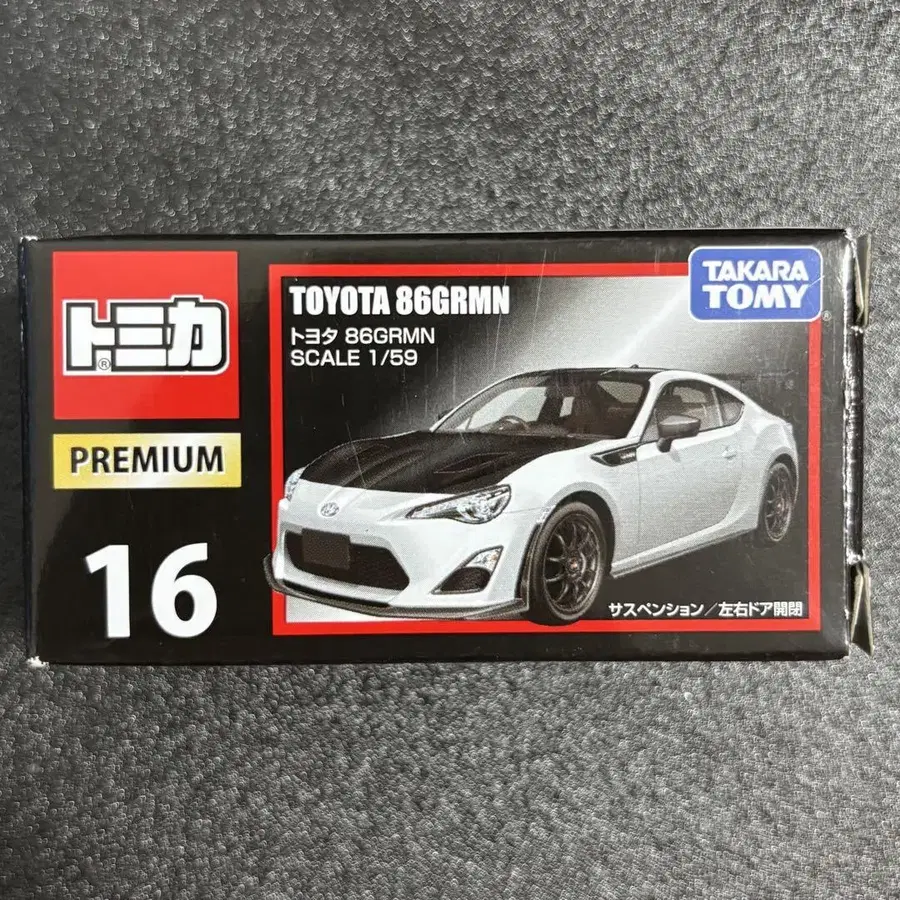 トミカ®
PREMIUM
16
TOYOTA 86GRMN
トヨタ 86GRMN
SCALE 1/59
TAKARA
TOMY®
サスペンション/左右ドア開閉